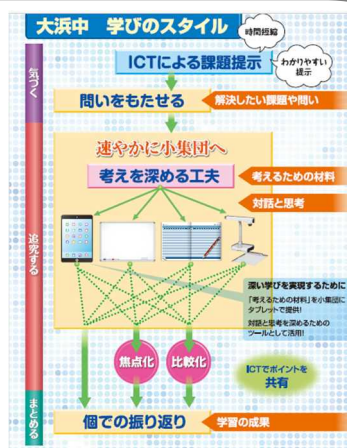 大浜中　学びのスタイル
時間短縮
ICTによる課題提示
わかりやすい
提示
気づく
問いをもたせる
解決したい課題や問い
速やかに小集団へ
考えを深める工夫
考えるための材料
対話と思考
追究する
深い学びを実現するために
「考えるための材料」を小集団に
タブレットで提供!
対話と思考を深めるための
ツールとして活用!
焦点化
比較化
ICTでポイントを
共有
まとめる
個での振り返り
学習の成果